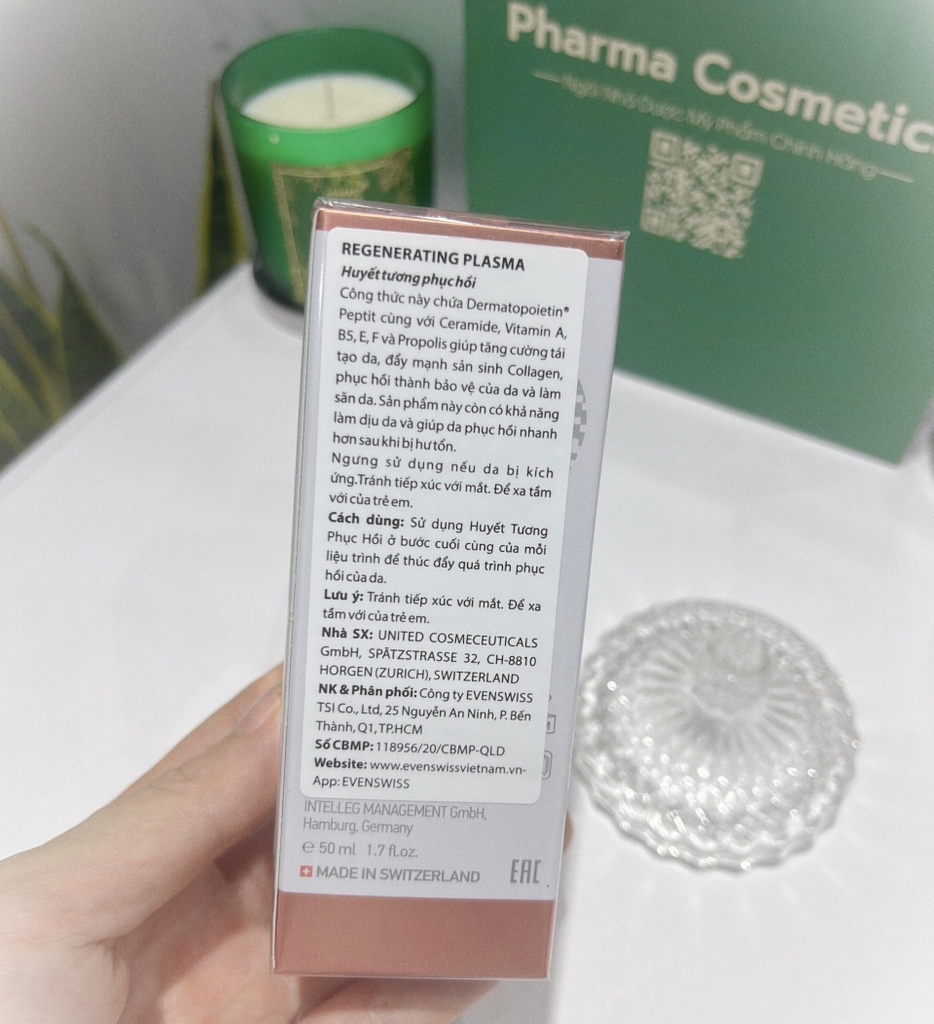 Pharma Cosmetic
Ngôi Nhà Dược Mỹ Phẩm Chính Hãng
REGENERATING PLASMA
Huyết tương phục hồi
Công thức này chứa Dermatopoietin®
Peptit cùng với Ceramide, Vitamin A,
B5, E, F và Propolis giúp tăng cường tái
tạo da, đẩy mạnh sản sinh Collagen,
phục hồi thành bảo vệ của da và làm
săn da. Sản phẩm này còn có khả năng
làm dịu da và giúp da phục hồi nhanh
hơn sau khi bị hư tổn.
Ngưng sử dụng nếu da bị kích
ứng.Tránh tiếp xúc với mắt. Để xa tầm
với của trẻ em.
Cách dùng: Sử dụng Huyết Tương
Phục Hồi ở bước cuối cùng của mỗi
liệu trình để thúc đẩy quá trình phục
hồi của da.
Lưu ý: Tránh tiếp xúc với mắt. Để xa
tầm với của trẻ em.
Nhà SX: UNITED COSMECEUTICALS
GmbH, SPÄTZSTRASSE 32, CH-8810
HORGEN (ZURICH), SWITZERLAND
NK & Phân phối: Công ty EVENSWISS
TSI Co., Ltd, 25 Nguyễn An Ninh, P. Bến
Thành, Q1, TP.HCM
Số CBMP: 118956/20/CBMP-QLD
Website: www.evenswissvietnam.vn-
App: EVENSWISS
INTELLEG MANAGEMENT GmbH,
Hamburg, Germany
℮ 50 ml 1.7 fl.oz.
MADE IN SWITZERLAND
EAC